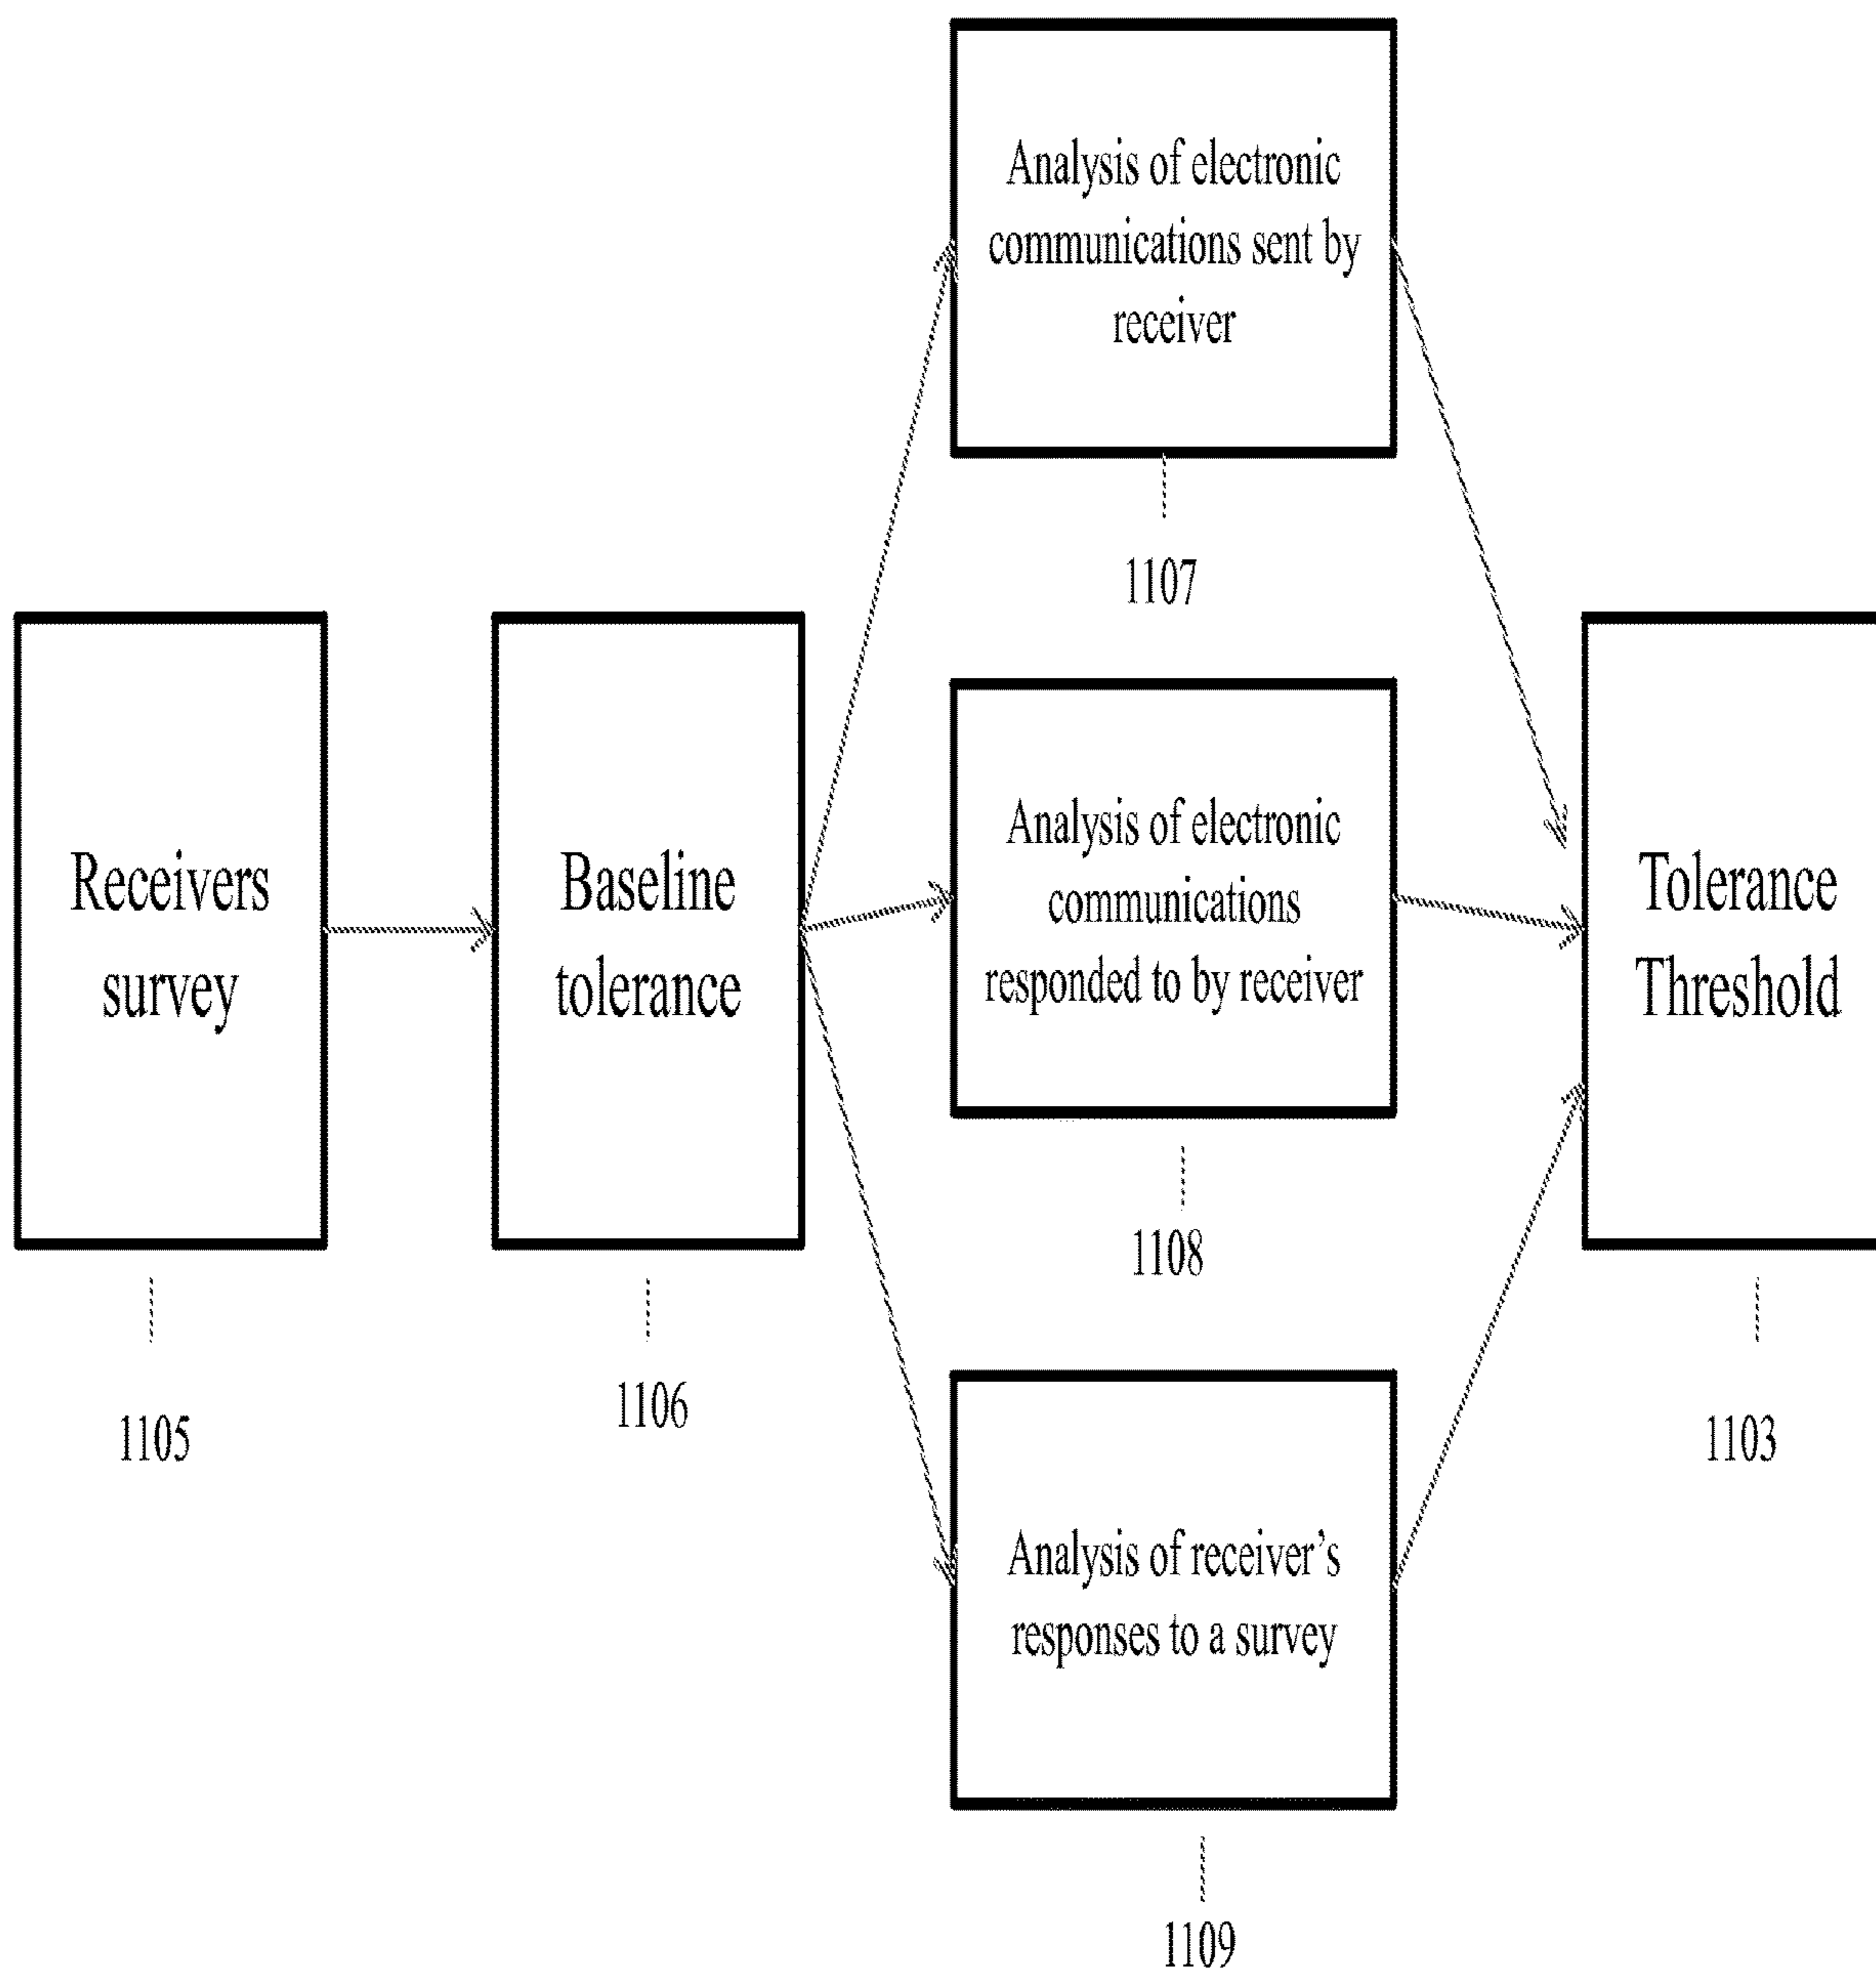 Receivers
survey
1105
Baseline
tolerance
1106
Analysis of electronic
communications sent by
receiver
1107
Analysis of electronic
communications
responded to by receiver
1108
Analysis of receiver’s
responses to a survey
1109
Tolerance
Threshold
1103